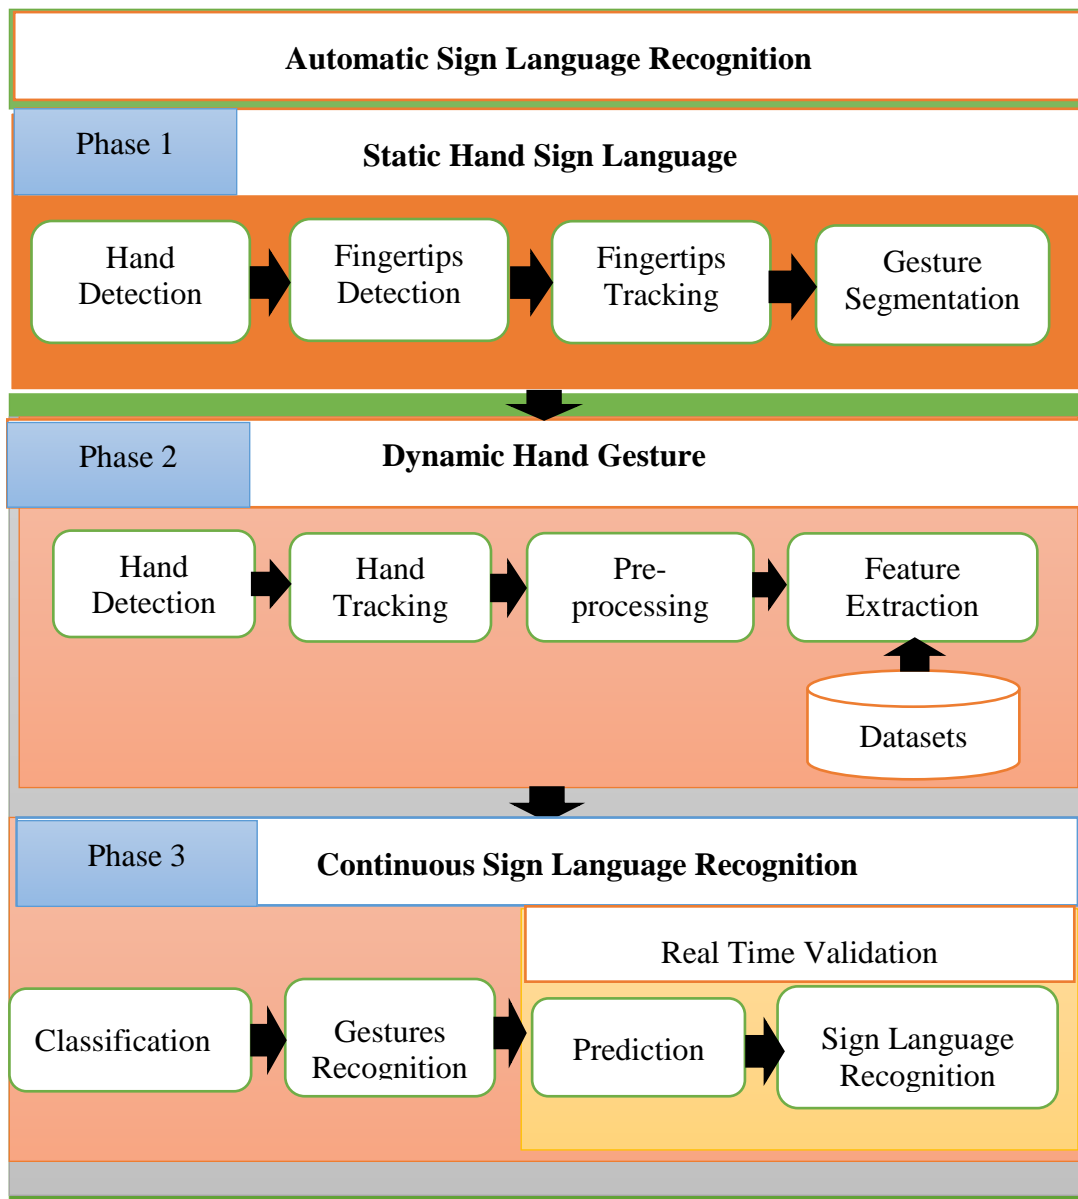 Automatic Sign Language Recognition
Phase 1
Static Hand Sign Language
Hand
Detection
Fingertips
Detection
Fingertips
Tracking
Gesture
Segmentation
Phase 2
Dynamic Hand Gesture
Hand
Detection
Hand
Tracking
Pre-
processing
Feature
Extraction
Datasets
Phase 3
Continuous Sign Language Recognition
Real Time Validation
Classification
Gestures
Recognition
Prediction
Sign Language
Recognition